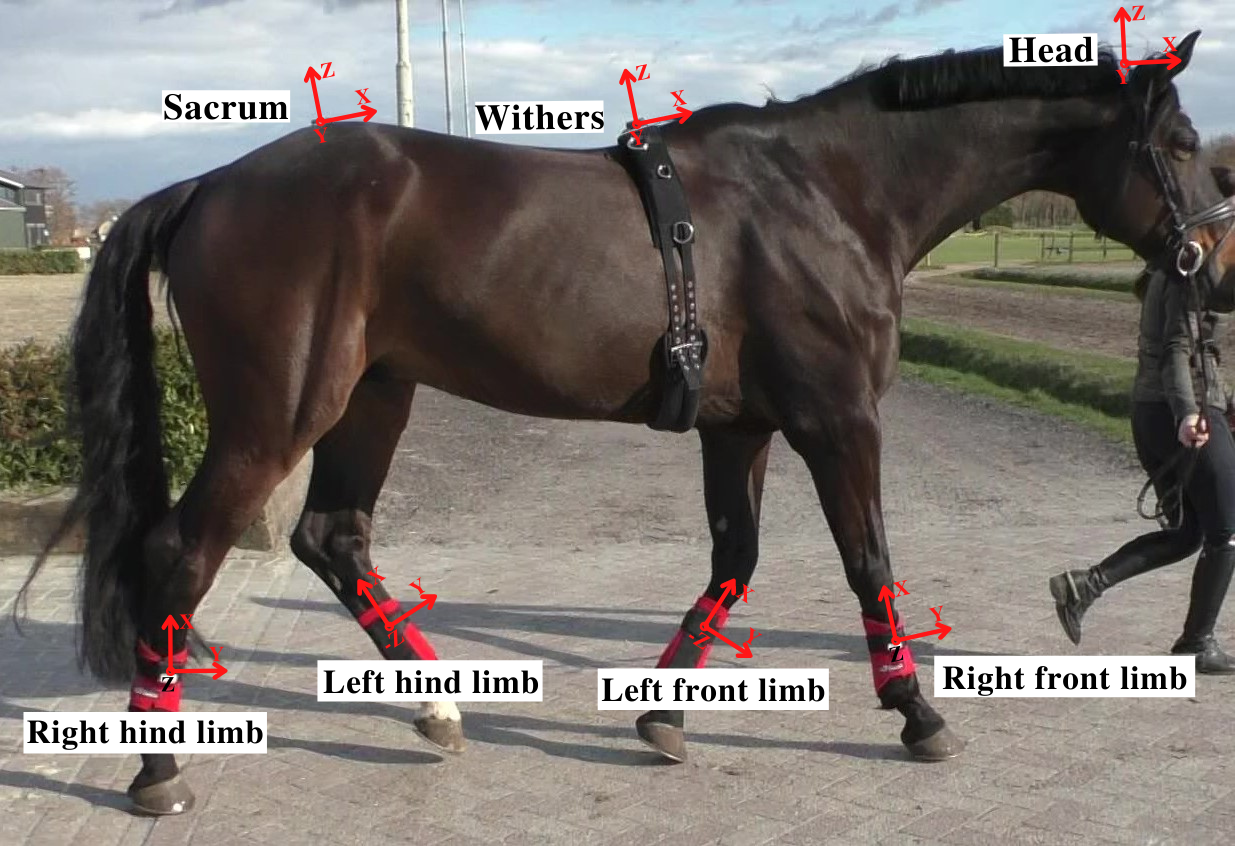 Head
Z
X
Y
Sacrum
Z
X
Y
Withers
Z
X
Y
Right hind limb
X
Y
Z
Left hind limb
X
Y
Z
Left front limb
X
Y
Z
Right front limb
X
Y
Z